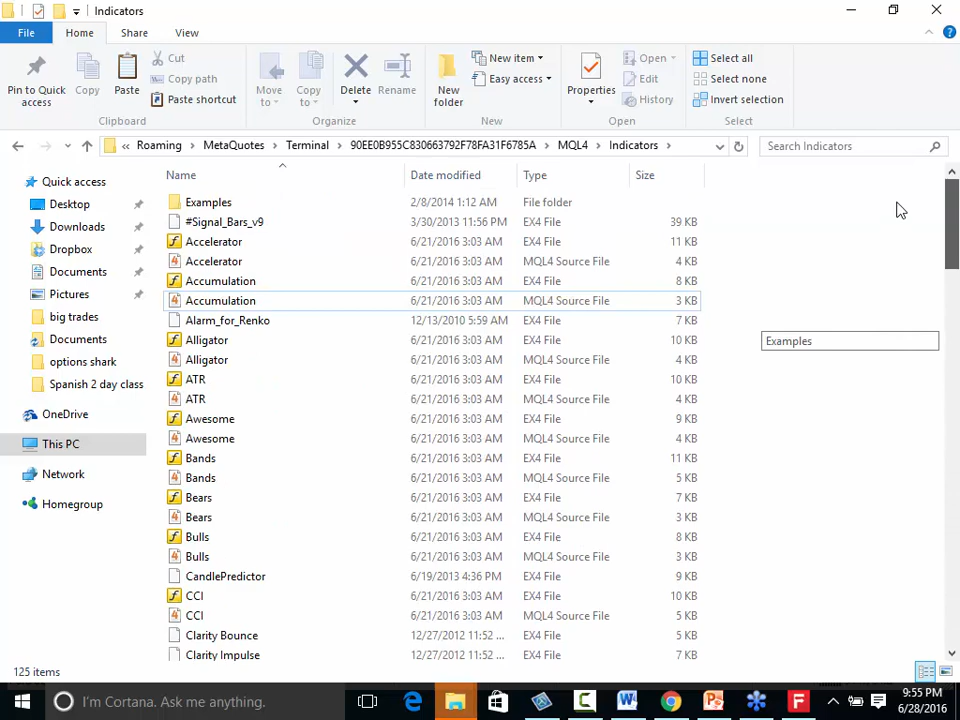 Indicators
File Home Share View
Pin to Quick access
Copy
Paste
Cut
Copy path
Paste shortcut
Clipboard
Move to
Copy to
Delete
Rename
Organize
New folder
New item
Easy access
New
Properties
Open
Edit
History
Open
Select all
Select none
Invert selection
Select
« Roaming › MetaQuotes › Terminal › 90EE0B955C830663792F78FA31F6785A › MQL4 › Indicators ›
Search Indicators
Quick access
Desktop
Downloads
Dropbox
Documents
Pictures
big trades
Documents
options shark
Spanish 2 day class
OneDrive
This PC
Network
Homegroup
Name Date modified Type Size
Examples 2/8/2014 1:12 AM File folder
#Signal_Bars_v9 3/30/2013 11:56 PM EX4 File 39 KB
Accelerator 6/21/2016 3:03 AM EX4 File 11 KB
Accelerator 6/21/2016 3:03 AM MQL4 Source File 4 KB
Accumulation 6/21/2016 3:03 AM EX4 File 8 KB
Accumulation 6/21/2016 3:03 AM MQL4 Source File 3 KB
Alarm_for_Renko 12/13/2010 5:59 AM EX4 File 7 KB
Alligator 6/21/2016 3:03 AM EX4 File 10 KB
Alligator 6/21/2016 3:03 AM MQL4 Source File 4 KB
ATR 6/21/2016 3:03 AM EX4 File 10 KB
ATR 6/21/2016 3:03 AM MQL4 Source File 4 KB
Awesome 6/21/2016 3:03 AM EX4 File 9 KB
Awesome 6/21/2016 3:03 AM MQL4 Source File 4 KB
Bands 6/21/2016 3:03 AM EX4 File 11 KB
Bands 6/21/2016 3:03 AM MQL4 Source File 5 KB
Bears 6/21/2016 3:03 AM EX4 File 7 KB
Bears 6/21/2016 3:03 AM MQL4 Source File 3 KB
Bulls 6/21/2016 3:03 AM EX4 File 8 KB
Bulls 6/21/2016 3:03 AM MQL4 Source File 3 KB
CandlePredictor 6/19/2013 4:36 PM EX4 File 9 KB
CCI 6/21/2016 3:03 AM EX4 File 10 KB
CCI 6/21/2016 3:03 AM MQL4 Source File 5 KB
Clarity Bounce 12/27/2012 11:52 ... EX4 File 5 KB
Clarity Impulse 12/27/2012 11:52 ... EX4 File 7 KB
Examples
125 items
I'm Cortana. Ask me anything.
9:55 PM
6/28/2016